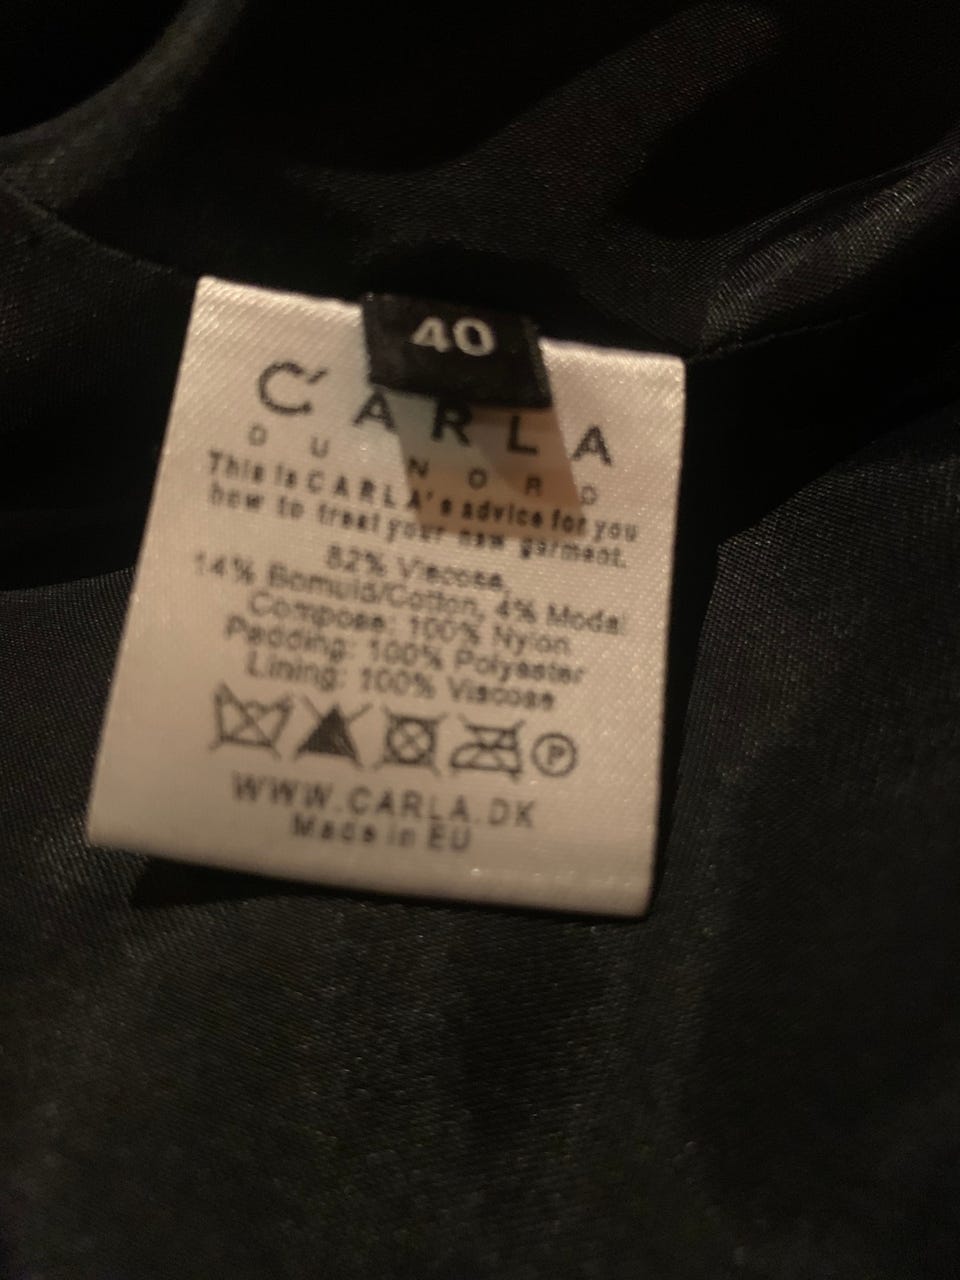 40
C'ARLA
DU NORD
This is CARLA's advice for you
how to treat your new garment.
82% Viscose,
14% Bomuld/Cotton, 4% Modal
Compose: 100% Nylon
Padding: 100% Polyester
Lining: 100% Viscose
P
WWW.CARLA.DK
Made in EU